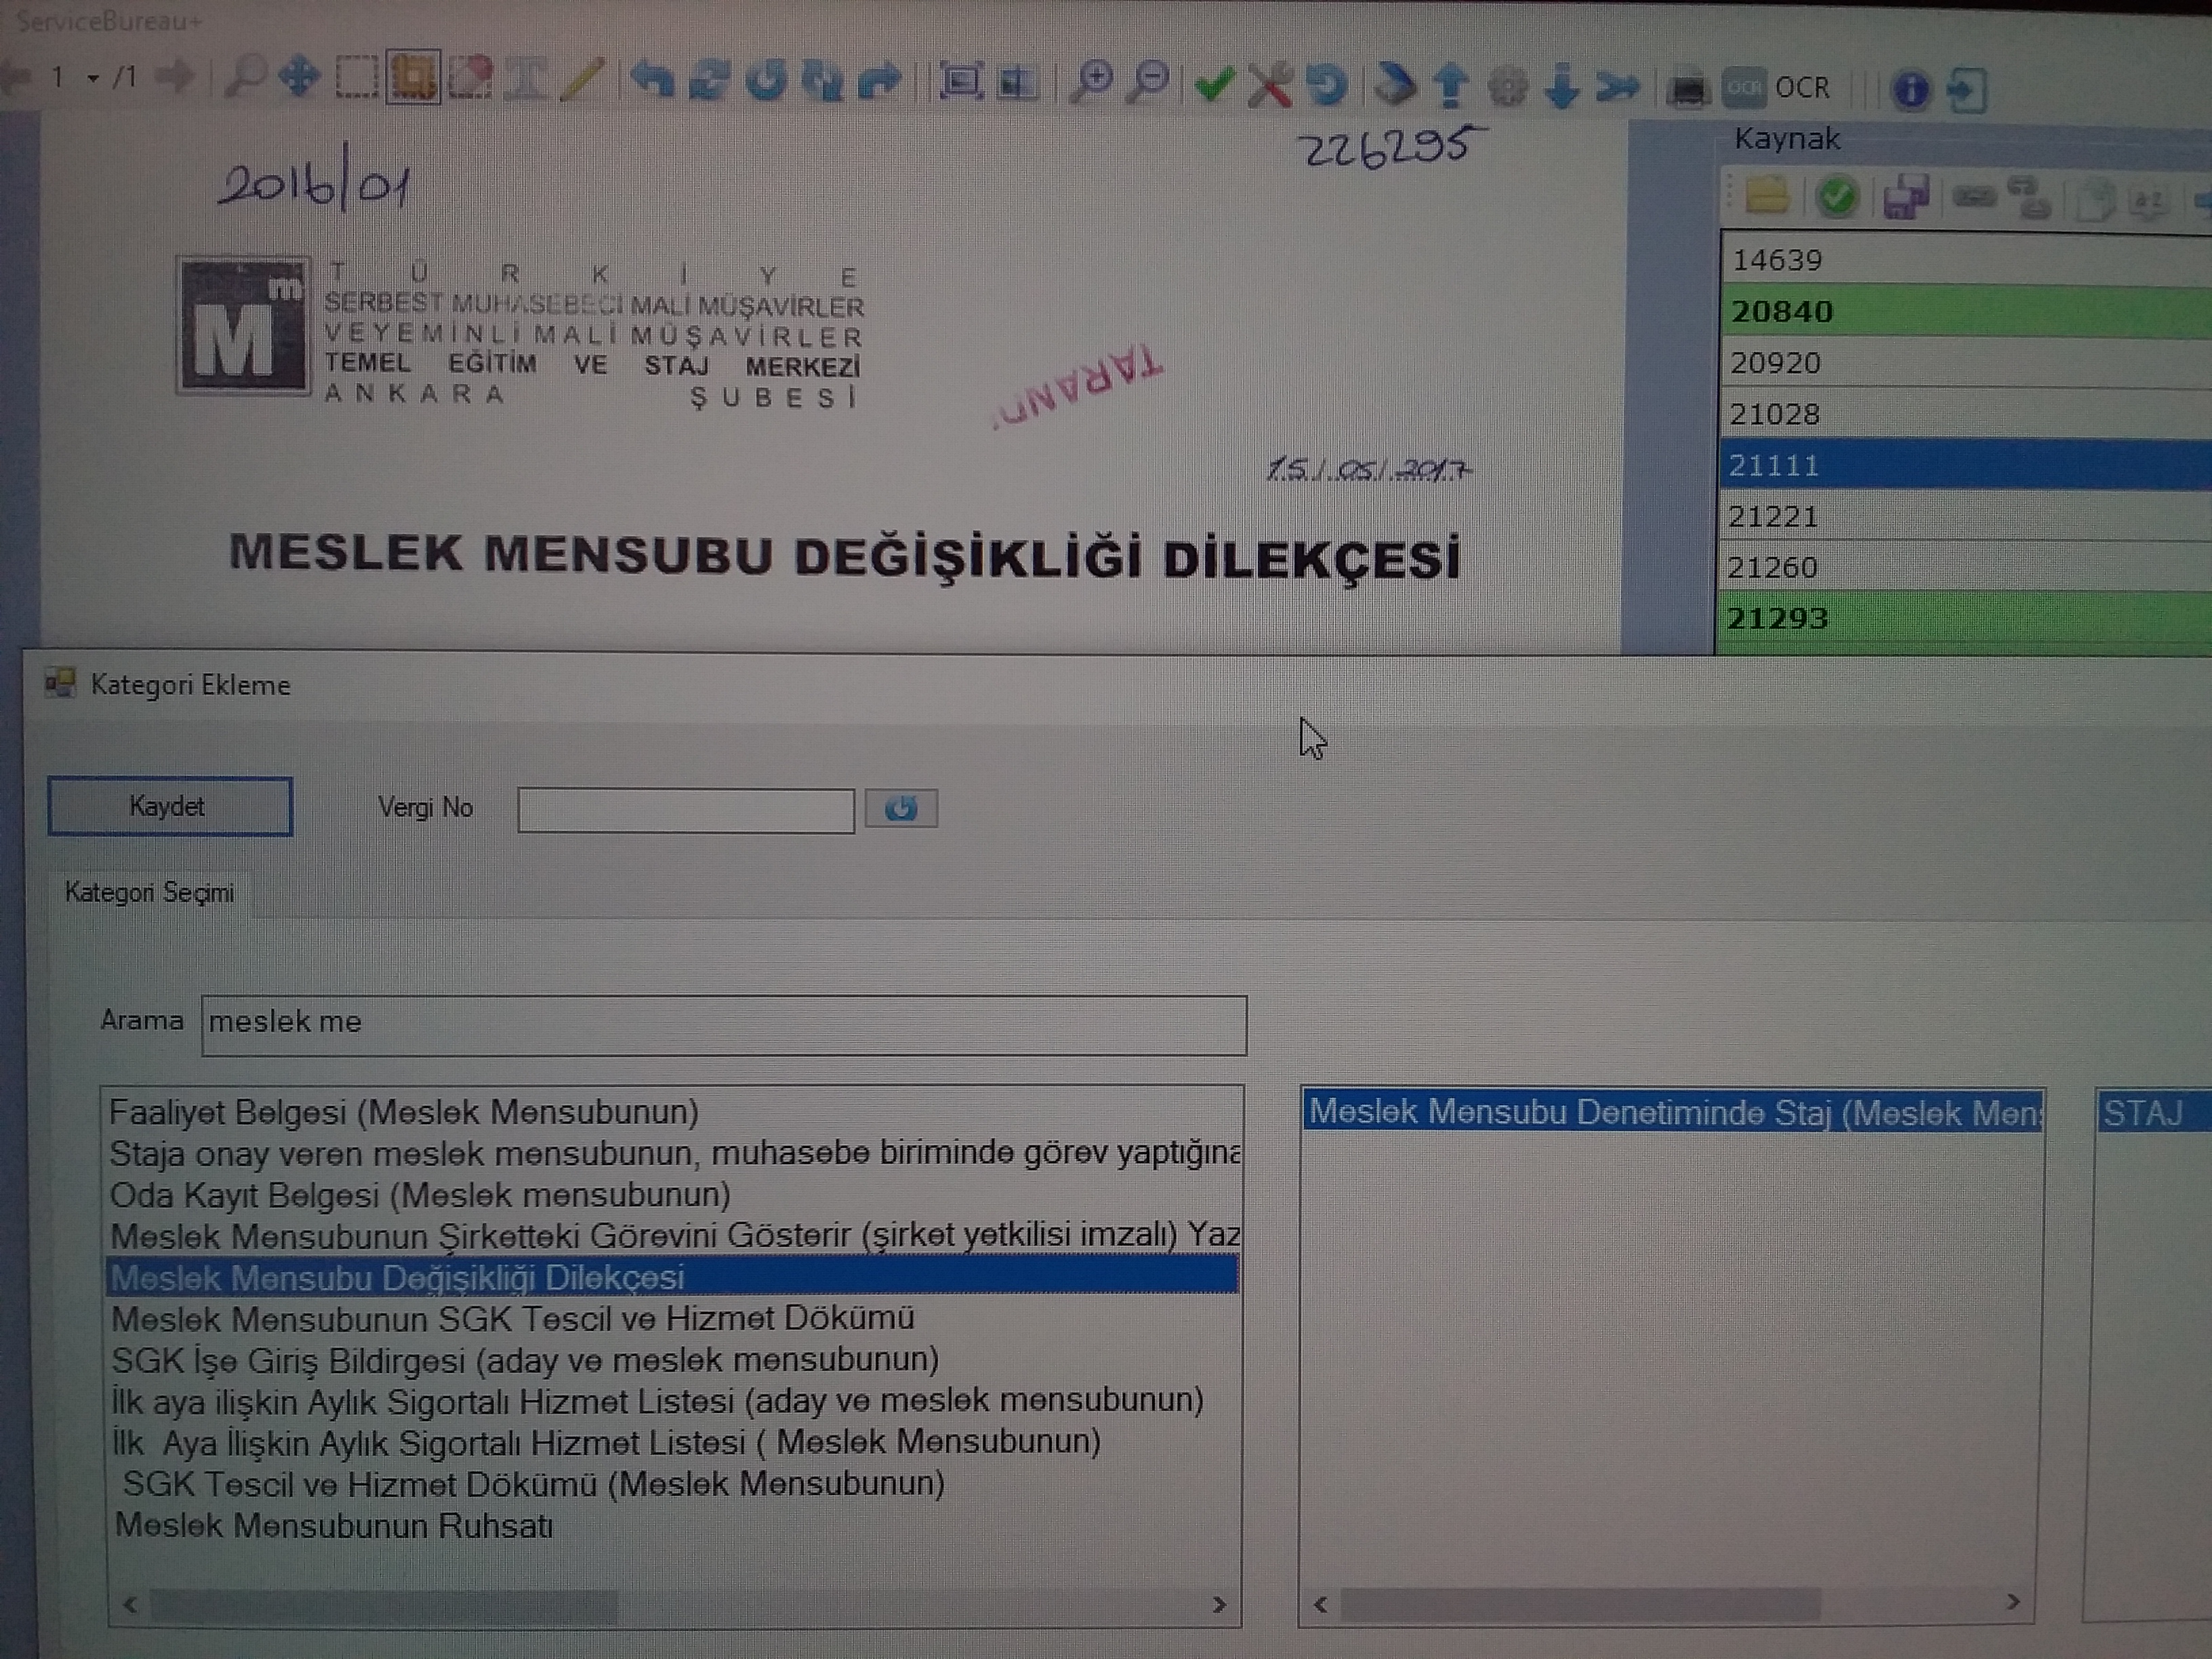 ServiceBureau+
1 /1 OCR OCR
2016/01
226295
TÜRKİYE
SERBEST MUHASEBECİ MALİ MÜŞAVİRLER
VE YEMİNLİ MALİ MÜŞAVİRLER
TEMEL EĞİTİM VE STAJ MERKEZİ
ANKARA ŞUBESİ
15/05/2017
MESLEK MENSUBU DEĞİŞİKLİĞİ DİLEKÇESİ
Kaynak
14639
20840
20920
21028
21111
21221
21260
21293
Kategori Ekleme
Kaydet
Vergi No
Kategori Seçimi
Arama
meslek me
Faaliyet Belgesi (Meslek Mensubunun)
Staja onay veren meslek mensubunun, muhasebe biriminde görev yaptığına
Oda Kayıt Belgesi (Meslek mensubunun)
Meslek Mensubunun Şirketteki Görevini Gösterir (şirket yetkilisi imzalı) Yaz
Meslek Mensubu Değişikliği Dilekçesi
Meslek Mensubunun SGK Tescil ve Hizmet Dökümü
SGK İşe Giriş Bildirgesi (aday ve meslek mensubunun)
İlk aya ilişkin Aylık Sigortalı Hizmet Listesi (aday ve meslek mensubunun)
İlk Aya İlişkin Aylık Sigortalı Hizmet Listesi ( Meslek Mensubunun)
SGK Tescil ve Hizmet Dökümü (Meslek Mensubunun)
Meslek Mensubunun Ruhsatı
Meslek Mensubu Denetiminde Staj (Meslek Men
STAJ